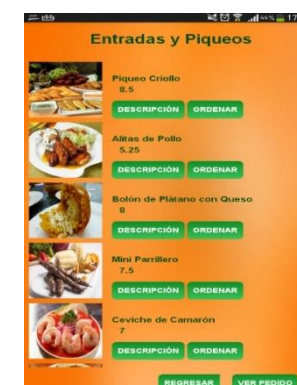 44% 17
Entradas y Piqueos
Piqueo Criollo
8.5
DESCRIPCIÓN ORDENAR
Alitas de Pollo
5.25
DESCRIPCIÓN ORDENAR
Bolón de Plátano con Queso
8
DESCRIPCIÓN ORDENAR
Mini Parrillero
7.5
DESCRIPCIÓN ORDENAR
Ceviche de Camarón
7
DESCRIPCIÓN ORDENAR
REGRESAR VER PEDIDO